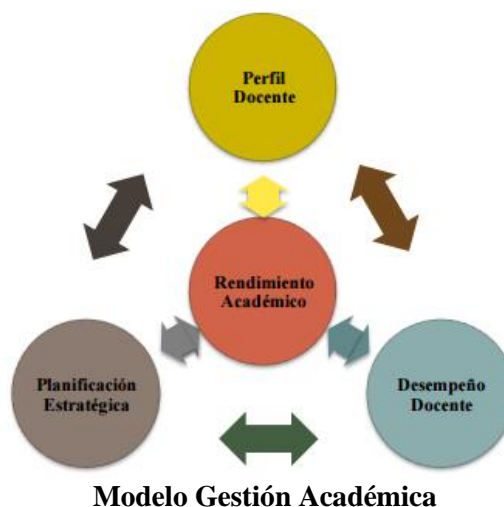 Perfil
Docente
Rendimiento
Académico
Planificación
Estratégica
Desempeño
Docente
Modelo Gestión Académica